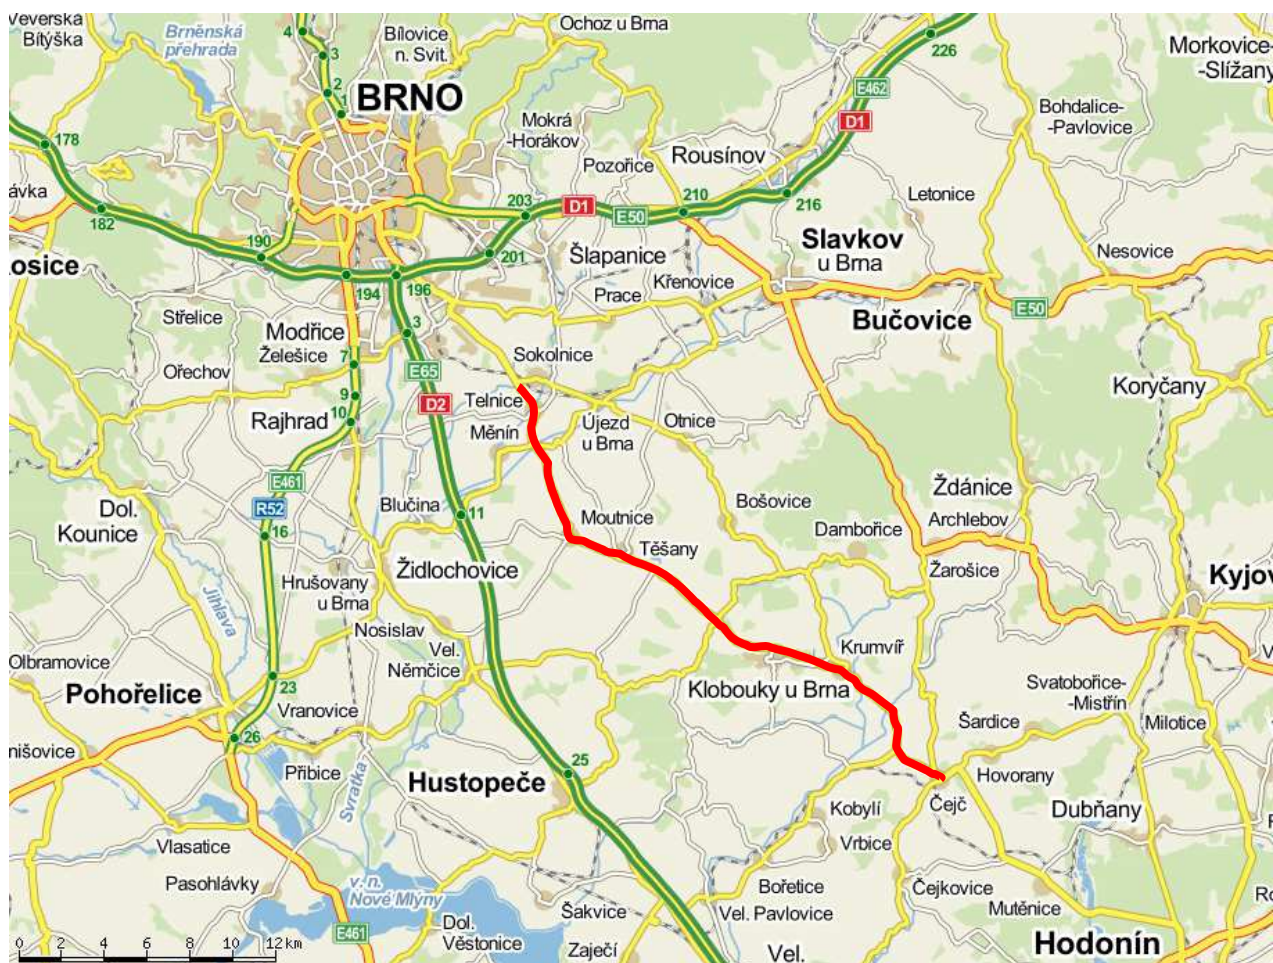 Veverská
Bítýška
Brněnská
přehrada
4
3
2
1
Bílovice
n. Svit.
Ochoz u Brna
226
Morkovice-
-Slížany
BRNO
E462
D1
Bohdalice-
-Pavlovice
178
Mokrá
-Horákov
Pozořice
Rousínov
ávka
182
203
D1
E50
210
216
Letonice
190
201
Šlapanice
Slavkov
u Brna
Nesovice
osice
194
196
Křenovice
Prace
E50
Střelice
Modřice
Želešice
3
Bučovice
7
Sokolnice
E65
Ořechov
9
D2
Telnice
Koryčany
Rajhrad
10
Měnín
Újezd
u Brna
Otnice
E461
R52
Dol.
Kounice
16
Blučina
11
Moutnice
Bošovice
Ždánice
Dambořice
Archlebov
Těšany
Židlochovice
Žarošice
Kyjov
Hrušovany
u Brna
Jihlava
Nosislav
Vel.
Němčice
Krumvíř
Olbramovice
23
Klobouky u Brna
Svatobořice-
-Mistřín
Pohořelice
Vranovice
Šardice
Milotice
26
nišovice
Přibice
25
Hustopeče
Hovorany
Svratka
Kobylí
Čejč
Dubňany
Vlasatice
Vrbice
Pasohlávky
v. n.
Nové Mlýny
Bořetice
Čejkovice
Šakvice
Vel. Pavlovice
Mutěnice
E461
Dol.
Věstonice
Zaječí
Vel.
Hodonín
0 2 4 6 8 10 12 km